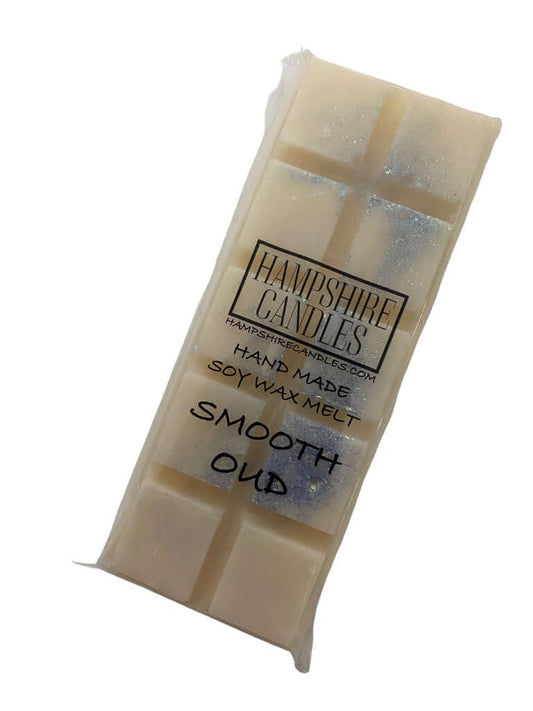 HAMPSHIRE
CANDLES
HAMPSHIRECANDLES.COM
HAND MADE
SOY WAX MELT
SMOOTH
OUD